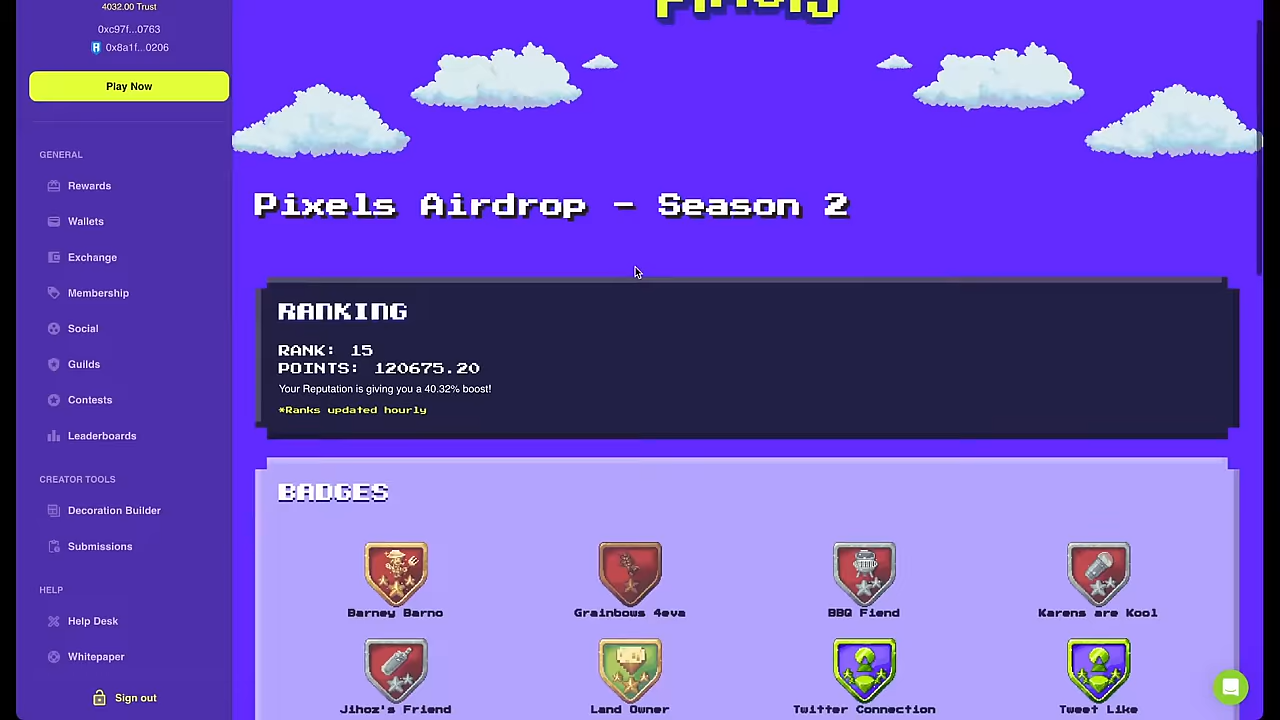 4032.00 Trust
0xc97f...0763
0x8a1f...0206
Play Now
GENERAL
Rewards
Wallets
Exchange
Membership
Social
Guilds
Contests
Leaderboards
CREATOR TOOLS
Decoration Builder
Submissions
HELP
Help Desk
Whitepaper
Sign out
Pixels Airdrop - Season 2
RANKING
RANK: 15
POINTS: 120675.20
Your Reputation is giving you a 40.32% boost!
*Ranks updated hourly
BADGES
Barney Barno
Grainbows 4eva
BBQ Fiend
Karens are Kool
Jihoz's Friend
Land Owner
Twitter Connection
Tweet Like